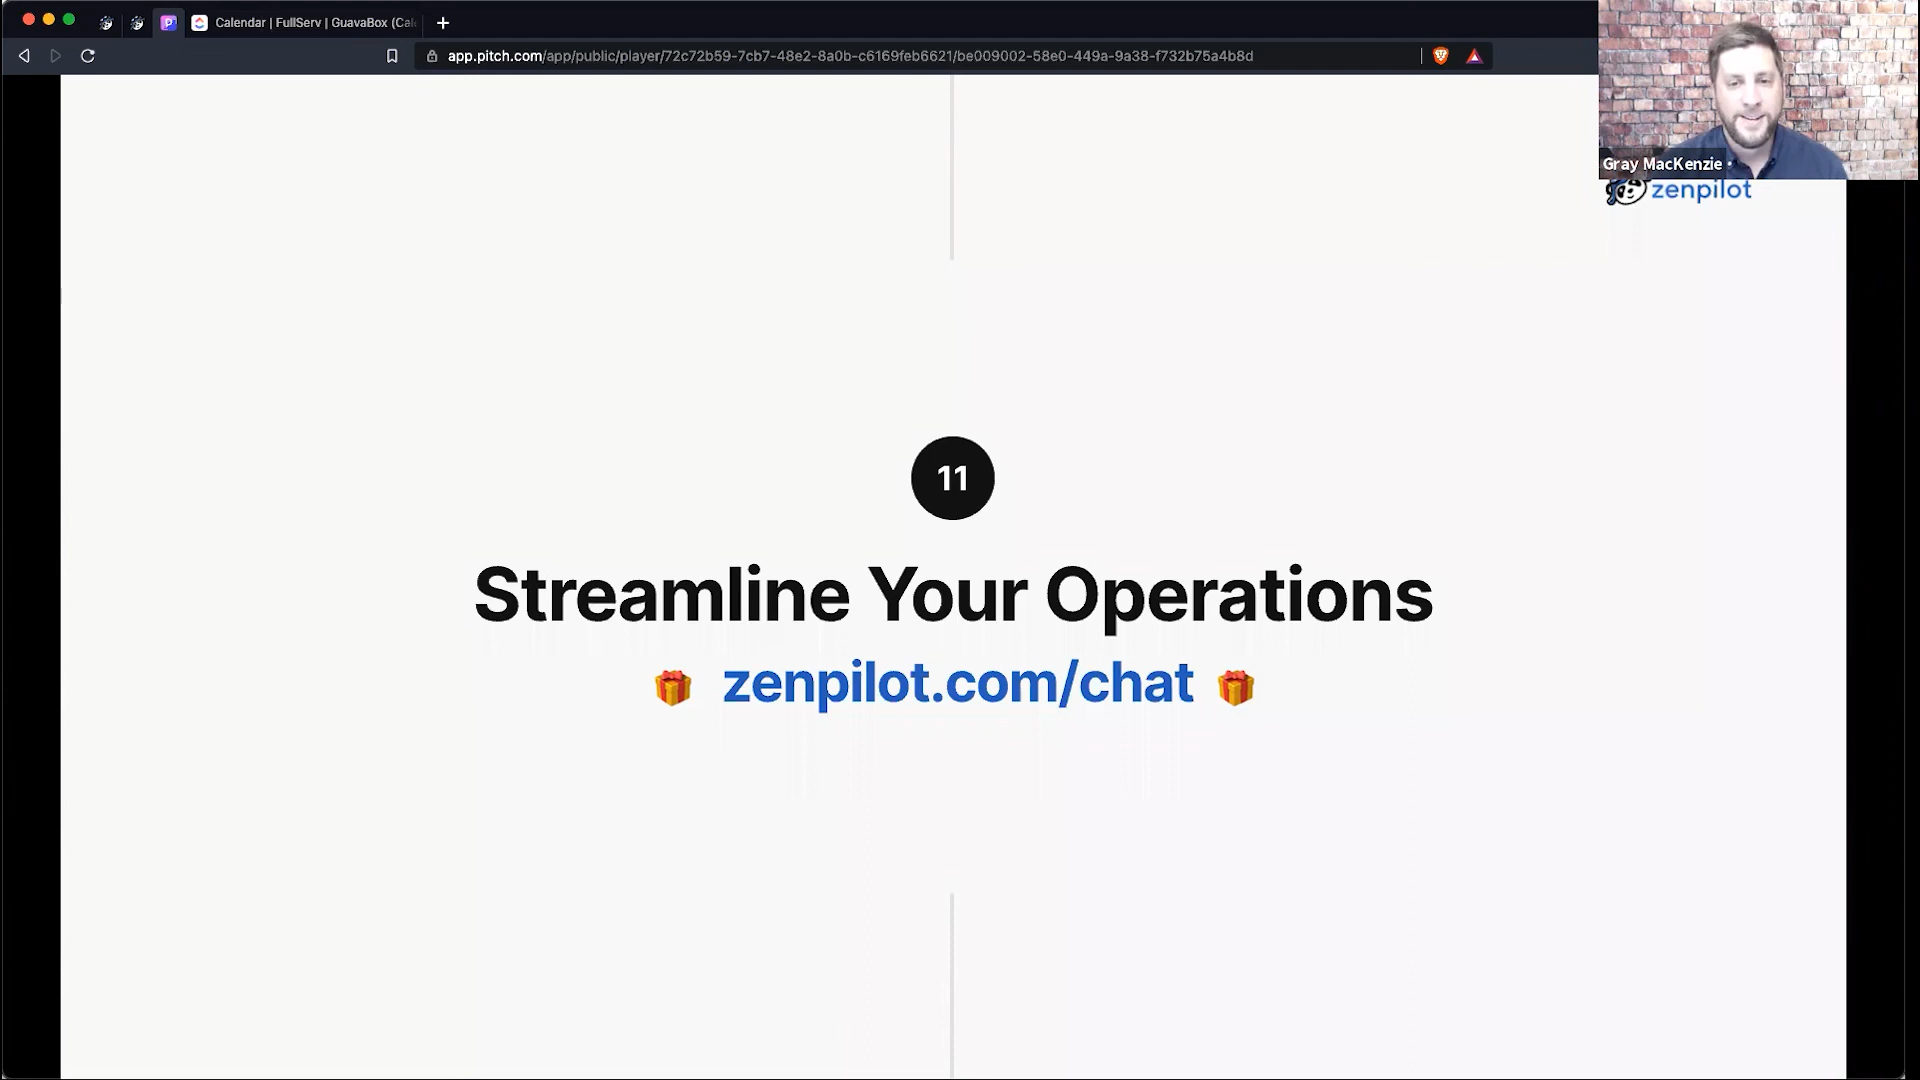 Calendar | FullServ | GuavaBox (Cal
app.pitch.com/app/public/player/72c72b59-7cb7-48e2-8a0b-c6169feb6621/be009002-58e0-449a-9a38-f732b75a4b8d
Gray MacKenzie
zenpilot
11
Streamline Your Operations
zenpilot.com/chat